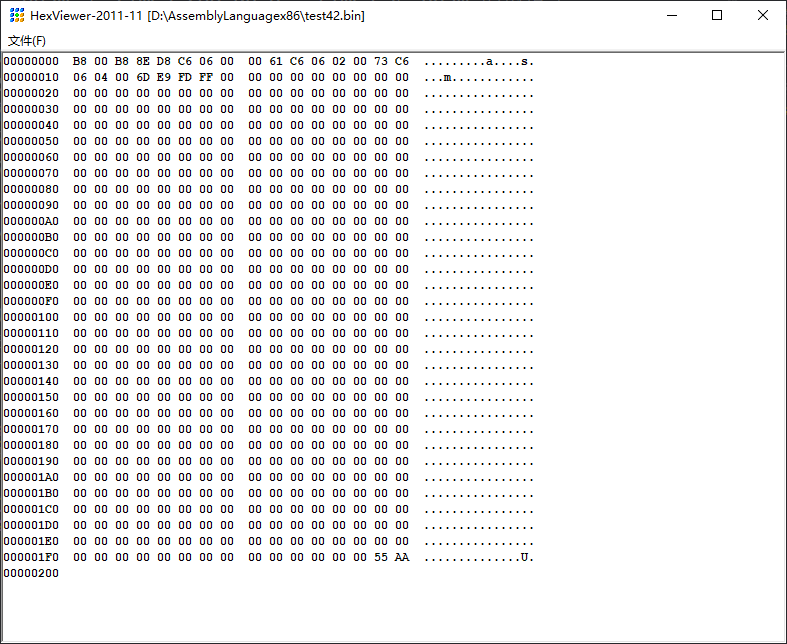 HexViewer-2011-11 [D:\AssemblyLanguagex86\test42.bin]
文件(F)
00000000 B8 00 B8 8E D8 C6 06 00 00 61 C6 06 02 00 73 C6 .........a....s.
00000010 06 04 00 6D E9 FD FF 00 00 00 00 00 00 00 00 00 ...m............
00000020 00 00 00 00 00 00 00 00 00 00 00 00 00 00 00 00 ................
00000030 00 00 00 00 00 00 00 00 00 00 00 00 00 00 00 00 ................
00000040 00 00 00 00 00 00 00 00 00 00 00 00 00 00 00 00 ................
00000050 00 00 00 00 00 00 00 00 00 00 00 00 00 00 00 00 ................
00000060 00 00 00 00 00 00 00 00 00 00 00 00 00 00 00 00 ................
00000070 00 00 00 00 00 00 00 00 00 00 00 00 00 00 00 00 ................
00000080 00 00 00 00 00 00 00 00 00 00 00 00 00 00 00 00 ................
00000090 00 00 00 00 00 00 00 00 00 00 00 00 00 00 00 00 ................
000000A0 00 00 00 00 00 00 00 00 00 00 00 00 00 00 00 00 ................
000000B0 00 00 00 00 00 00 00 00 00 00 00 00 00 00 00 00 ................
000000C0 00 00 00 00 00 00 00 00 00 00 00 00 00 00 00 00 ................
000000D0 00 00 00 00 00 00 00 00 00 00 00 00 00 00 00 00 ................
000000E0 00 00 00 00 00 00 00 00 00 00 00 00 00 00 00 00 ................
000000F0 00 00 00 00 00 00 00 00 00 00 00 00 00 00 00 00 ................
00000100 00 00 00 00 00 00 00 00 00 00 00 00 00 00 00 00 ................
00000110 00 00 00 00 00 00 00 00 00 00 00 00 00 00 00 00 ................
00000120 00 00 00 00 00 00 00 00 00 00 00 00 00 00 00 00 ................
00000130 00 00 00 00 00 00 00 00 00 00 00 00 00 00 00 00 ................
00000140 00 00 00 00 00 00 00 00 00 00 00 00 00 00 00 00 ................
00000150 00 00 00 00 00 00 00 00 00 00 00 00 00 00 00 00 ................
00000160 00 00 00 00 00 00 00 00 00 00 00 00 00 00 00 00 ................
00000170 00 00 00 00 00 00 00 00 00 00 00 00 00 00 00 00 ................
00000180 00 00 00 00 00 00 00 00 00 00 00 00 00 00 00 00 ................
00000190 00 00 00 00 00 00 00 00 00 00 00 00 00 00 00 00 ................
000001A0 00 00 00 00 00 00 00 00 00 00 00 00 00 00 00 00 ................
000001B0 00 00 00 00 00 00 00 00 00 00 00 00 00 00 00 00 ................
000001C0 00 00 00 00 00 00 00 00 00 00 00 00 00 00 00 00 ................
000001D0 00 00 00 00 00 00 00 00 00 00 00 00 00 00 00 00 ................
000001E0 00 00 00 00 00 00 00 00 00 00 00 00 00 00 00 00 ................
000001F0 00 00 00 00 00 00 00 00 00 00 00 00 00 00 55 AA ..............U.
00000200